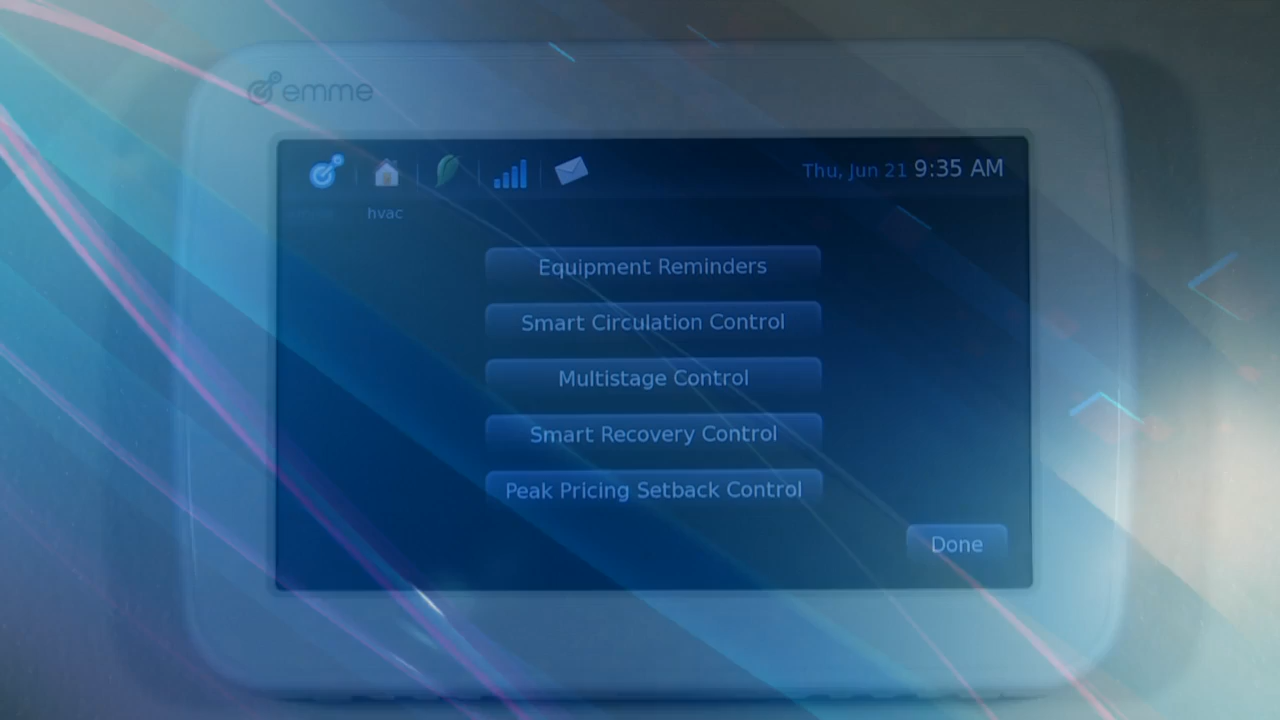 emme
Thu, Jun 21 9:35 AM
hvac
Equipment Reminders
Smart Circulation Control
Multistage Control
Smart Recovery Control
Peak Pricing Setback Control
Done